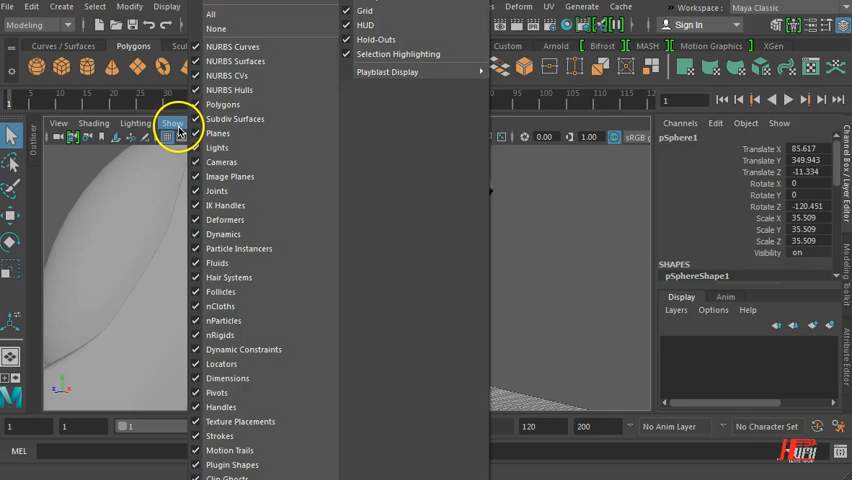 File Edit Create Select Modify Display
Deform UV Generate Cache
Workspace: Maya Classic
Modeling
Sign In
Curves / Surfaces Polygons
Custom Arnold Bifrost MASH Motion Graphics XGen
All
None
NURBS Curves
NURBS Surfaces
NURBS CVs
NURBS Hulls
Polygons
Subdiv Surfaces
Planes
Lights
Cameras
Image Planes
Joints
IK Handles
Deformers
Dynamics
Particle Instancers
Fluids
Hair Systems
Follicles
nCloths
nParticles
nRigids
Dynamic Constraints
Locators
Dimensions
Pivots
Handles
Texture Placements
Strokes
Motion Trails
Plugin Shapes
Clip Ghosts
Grid
HUD
Hold-Outs
Selection Highlighting
Playblast Display
5 10 15 20 25 30
1
View Shading Lighting Show
Outliner
0.00 1.00 sRGB g
Channels Edit Object Show
pSphere1
Translate X 85.617
Translate Y 349.943
Translate Z -11.334
Rotate X 0
Rotate Y 0
Rotate Z -120.451
Scale X 35.509
Scale Y 35.509
Scale Z 35.509
Visibility on
SHAPES
pSphereShape1
Display Anim
Layers Options Help
Channel Box / Layer Editor
Modeling Toolkit
Attribute Editor
1 1 1 120 200 No Anim Layer No Character Set
MEL